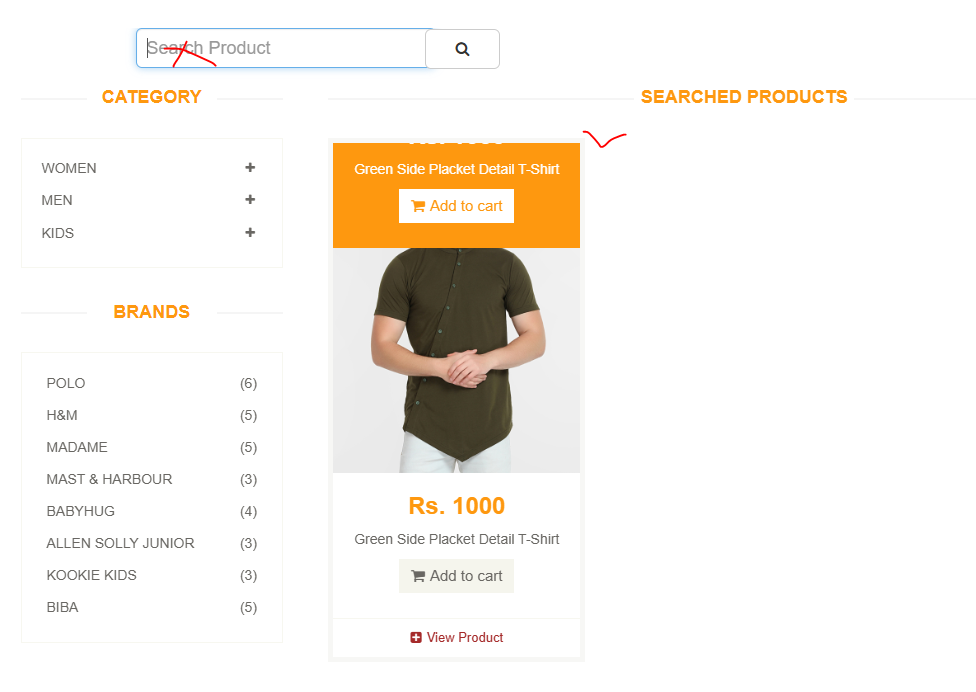 Search Product
CATEGORY
SEARCHED PRODUCTS
WOMEN
MEN
KIDS
BRANDS
POLO (6)
H&M (5)
MADAME (5)
MAST & HARBOUR (3)
BABYHUG (4)
ALLEN SOLLY JUNIOR (3)
KOOKIE KIDS (3)
BIBA (5)
Green Side Placket Detail T-Shirt
Add to cart
Rs. 1000
Green Side Placket Detail T-Shirt
Add to cart
View Product